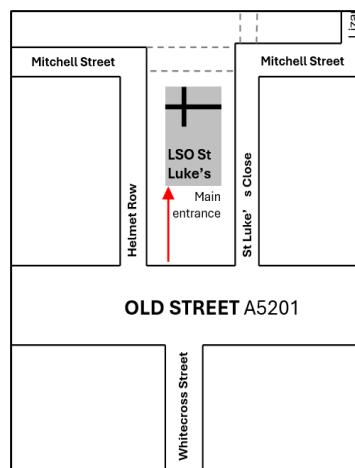 Liza
Mitchell Street
Mitchell Street
LSO St
Luke’s
Main
entrance
Helmet Row
St Luke’ s Close
OLD STREET A5201
Whitecross Street